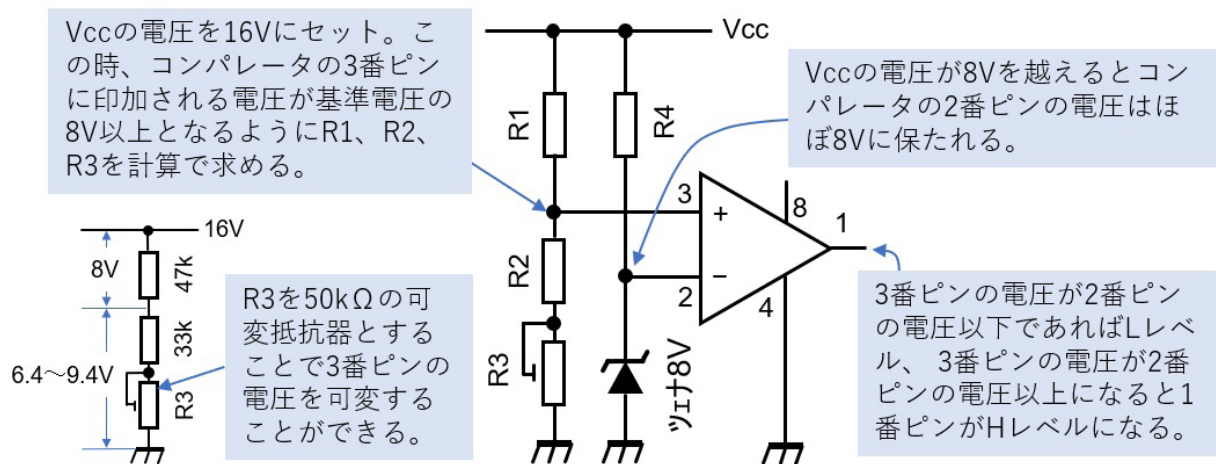 Vccの電圧を16Vにセット。こ
の時、コンパレータの3番ピン
に印加される電圧が基準電圧の
8V以上となるようにR1、R2、
R3を計算で求める。
Vcc
Vccの電圧が8Vを越えるとコン
パレータの2番ピンの電圧はほ
ぼ8Vに保たれる。
R1
R4
3
+
8
1
R2
−
2
4
R3
ツェナ8V
16V
8V
47k
33k
6.4〜9.4V
R3
R3を50kΩの可
変抵抗器とする
ことで3番ピンの
電圧を可変する
ことができる。
3番ピンの電圧が2番ピン
の電圧以下であればLレベ
ル、 3番ピンの電圧が2番
ピンの電圧以上になると1
番ピンがHレベルになる。